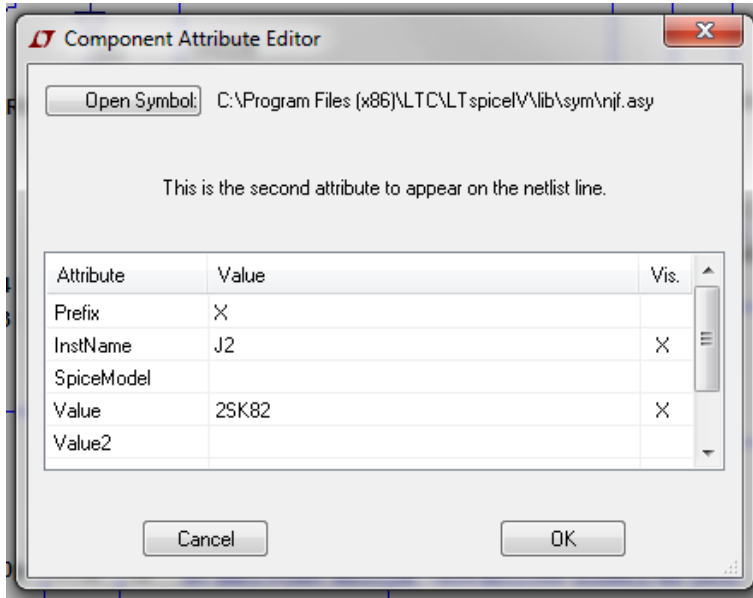 Component Attribute Editor
Open Symbol: C:\Program Files (x86)\LTC\LTspiceIV\lib\sym\njf.asy
This is the second attribute to appear on the netlist line.
Attribute Value Vis.
Prefix X
InstName J2 X
SpiceModel
Value 2SK82 X
Value2
Cancel OK